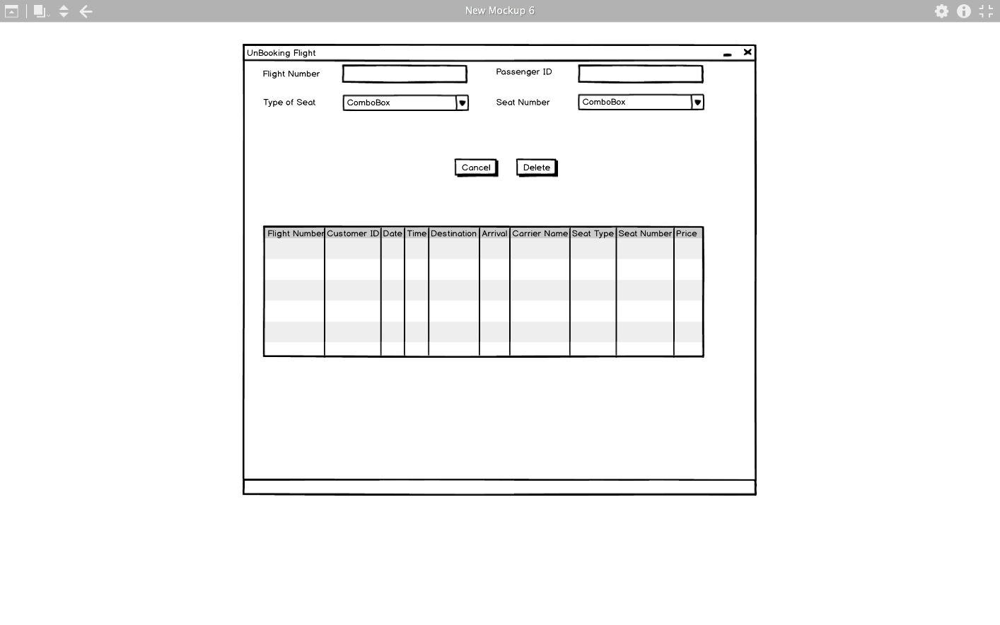 New Mockup 6
UnBooking Flight
Flight Number
Passenger ID
Type of Seat ComboBox
Seat Number ComboBox
Cancel Delete
Flight Number Customer ID Date Time Destination Arrival Carrier Name Seat Type Seat Number Price